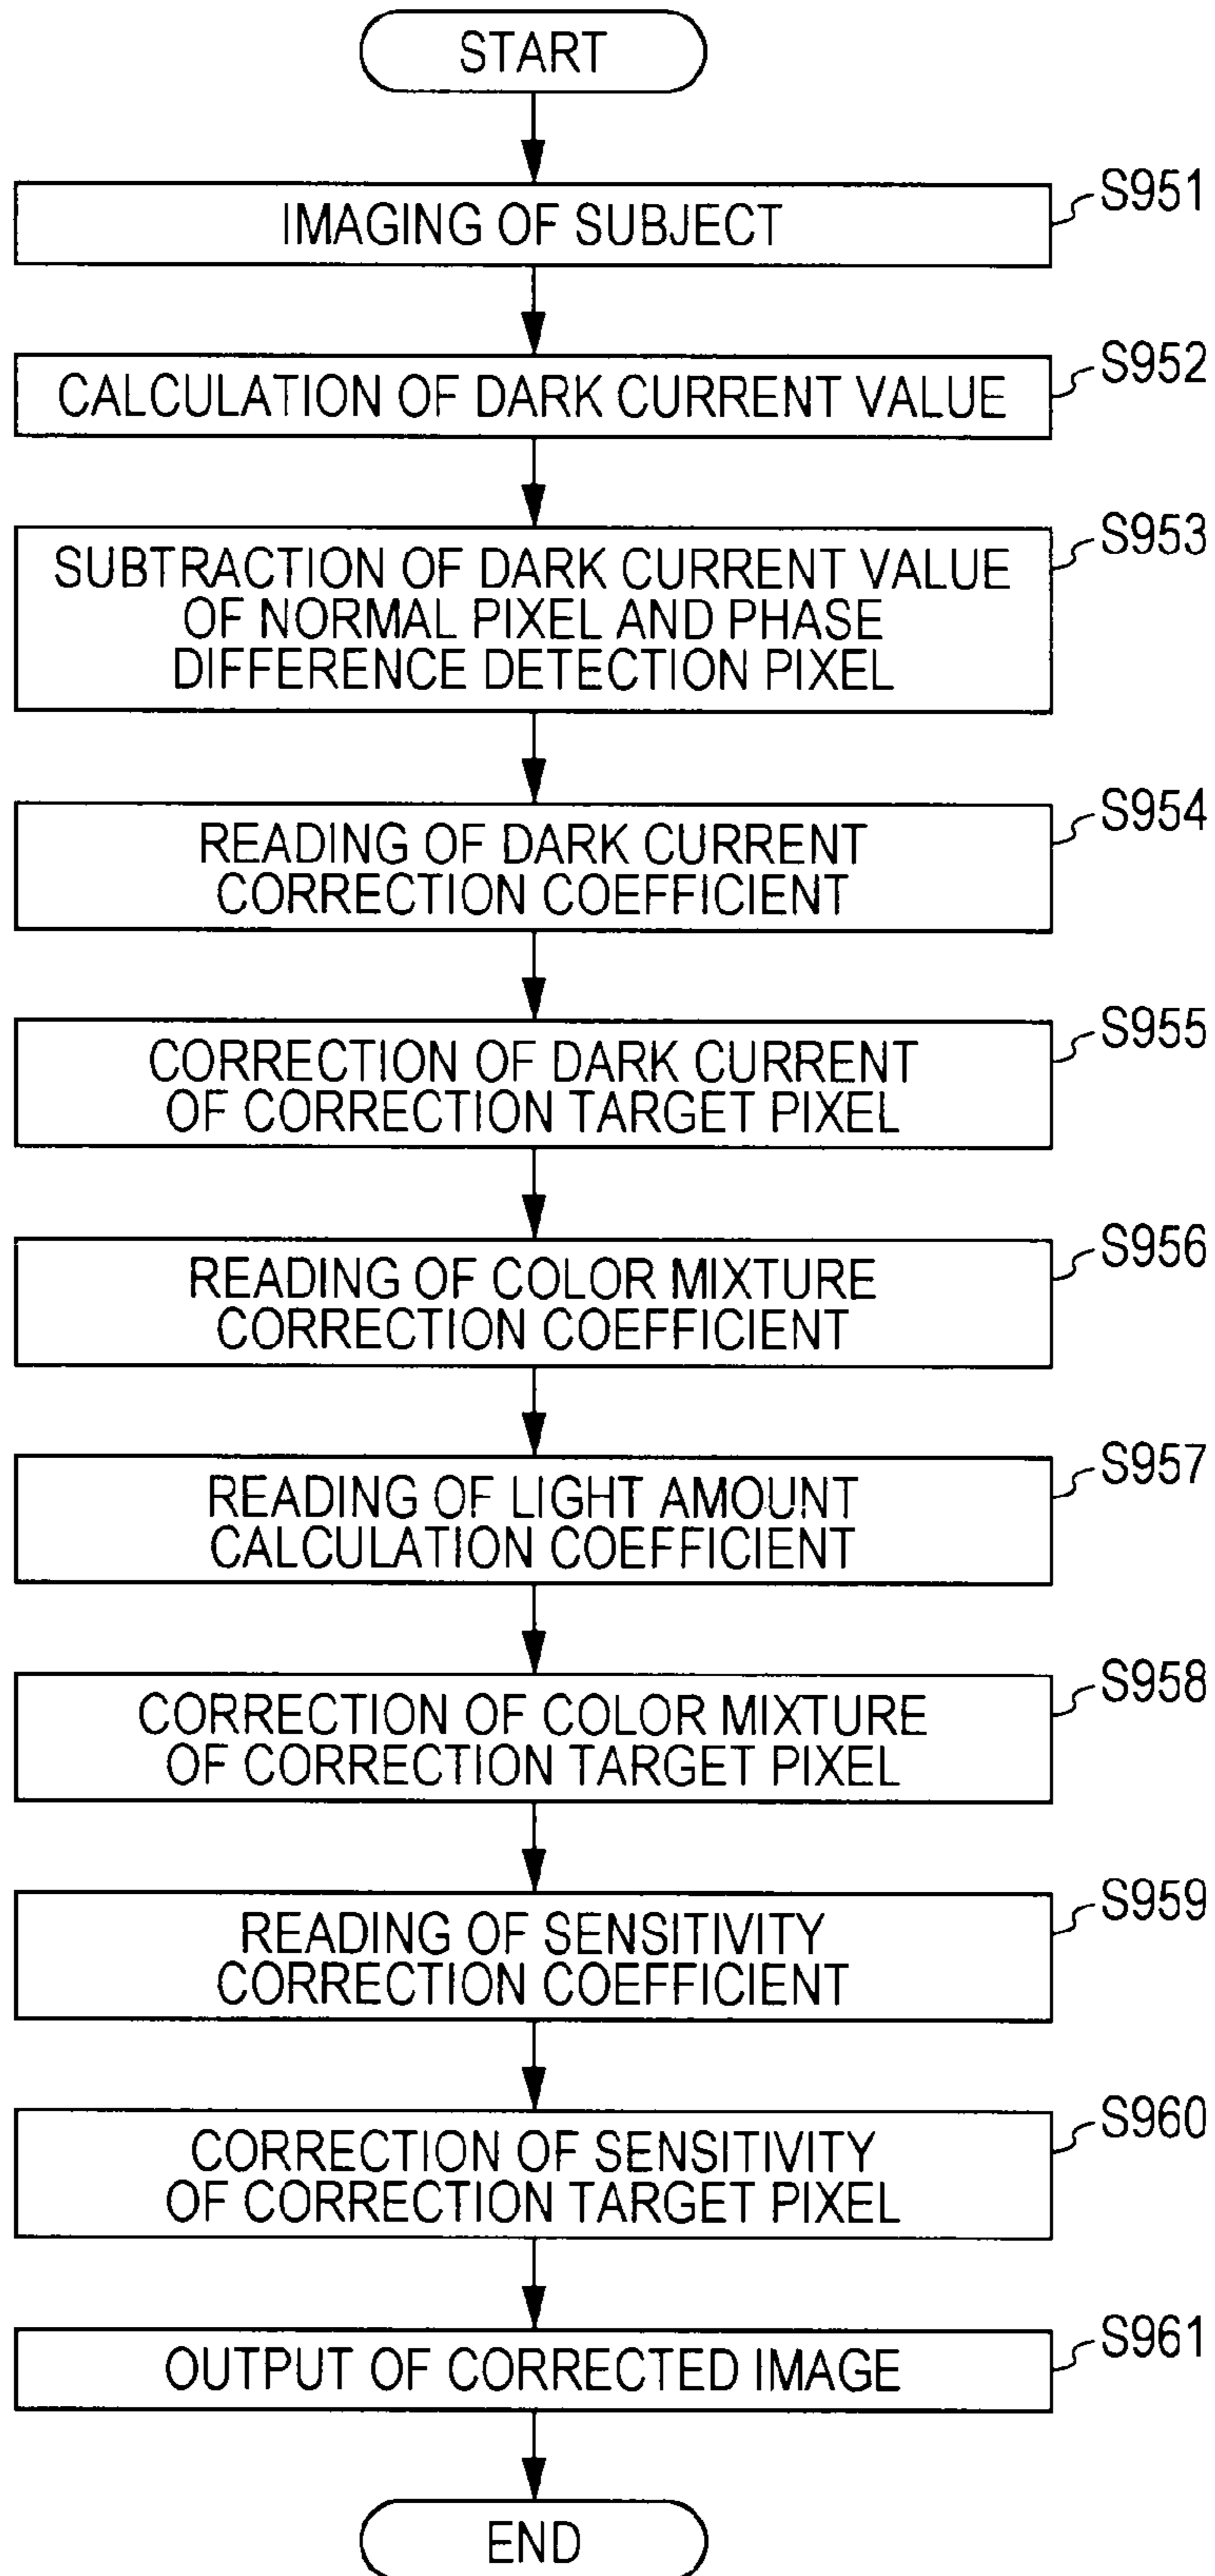 START
IMAGING OF SUBJECT
S951
CALCULATION OF DARK CURRENT VALUE
S952
SUBTRACTION OF DARK CURRENT VALUE
OF NORMAL PIXEL AND PHASE
DIFFERENCE DETECTION PIXEL
S953
READING OF DARK CURRENT
CORRECTION COEFFICIENT
S954
CORRECTION OF DARK CURRENT
OF CORRECTION TARGET PIXEL
S955
READING OF COLOR MIXTURE
CORRECTION COEFFICIENT
S956
READING OF LIGHT AMOUNT
CALCULATION COEFFICIENT
S957
CORRECTION OF COLOR MIXTURE
OF CORRECTION TARGET PIXEL
S958
READING OF SENSITIVITY
CORRECTION COEFFICIENT
S959
CORRECTION OF SENSITIVITY
OF CORRECTION TARGET PIXEL
S960
OUTPUT OF CORRECTED IMAGE
S961
END